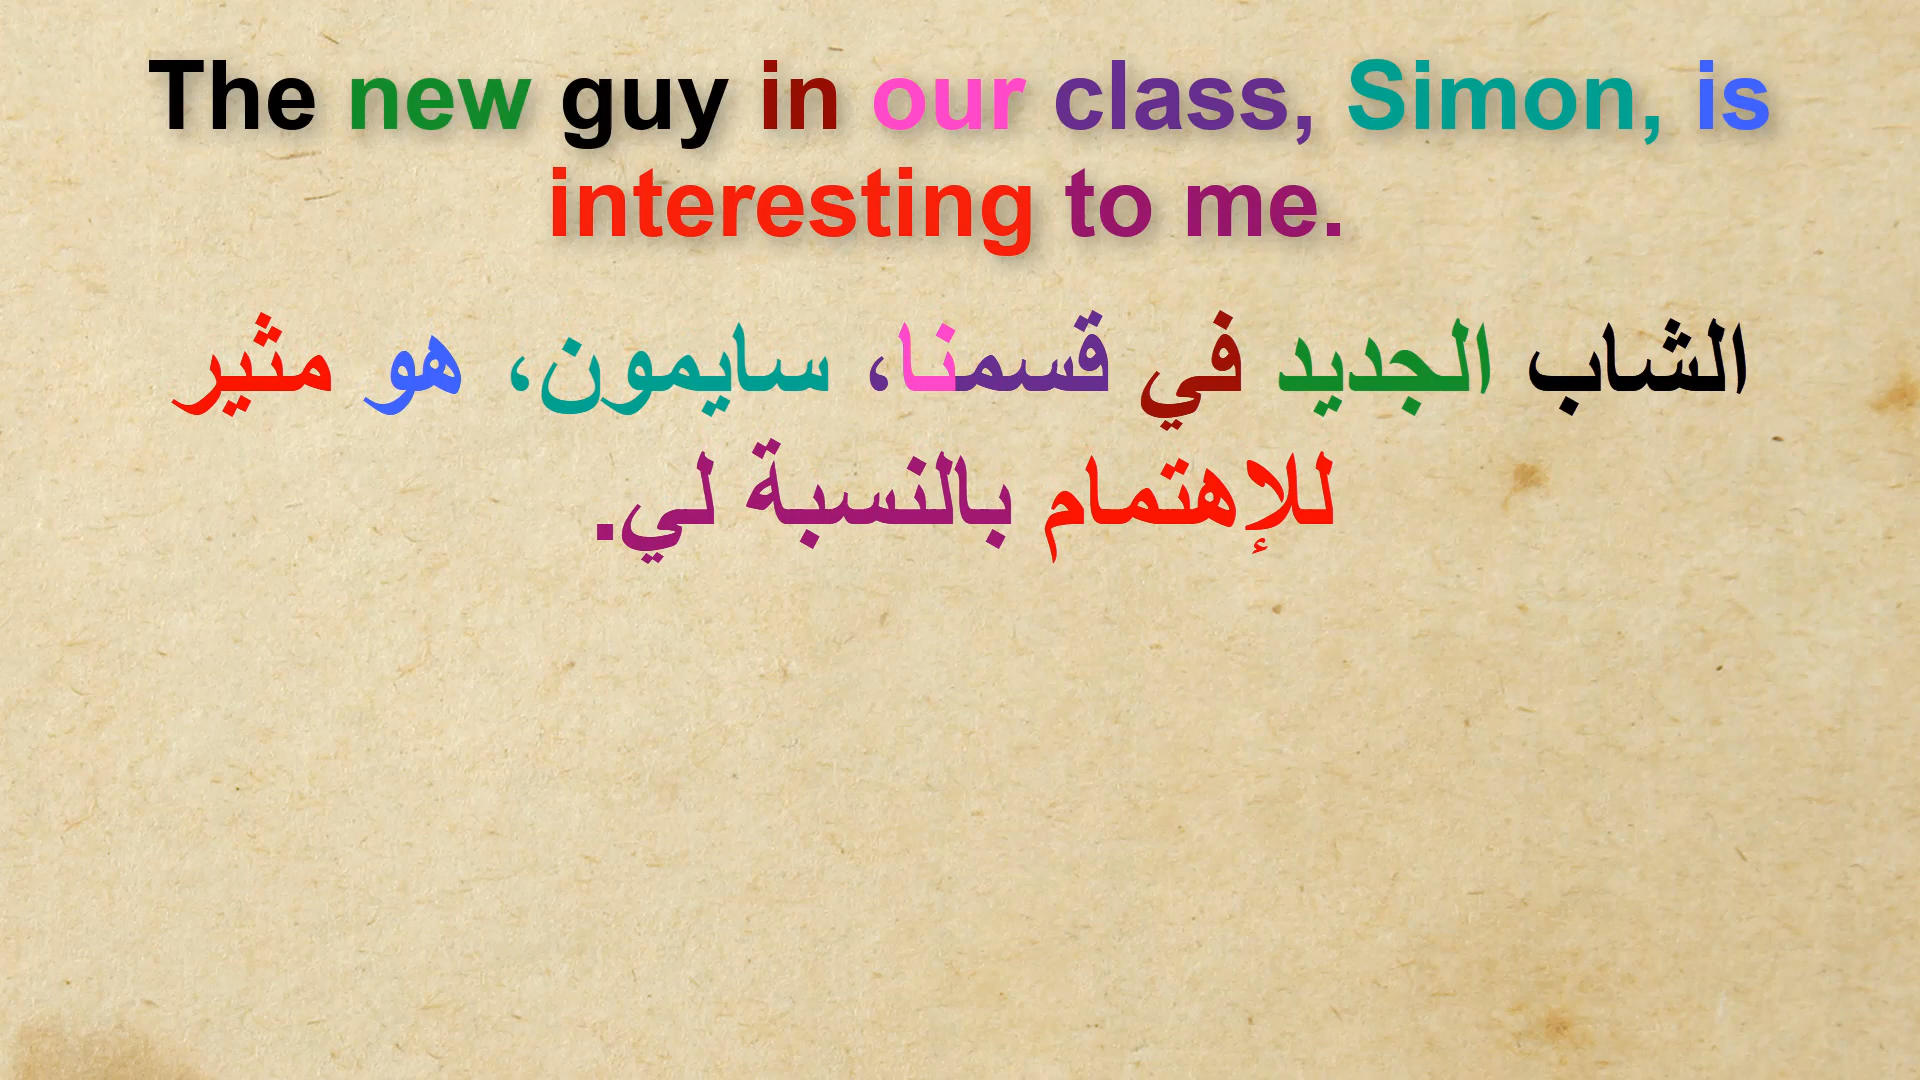 The new guy in our class, Simon, is
interesting to me.
الشاب الجديد في قسمنا، سايمون، هو مثير
للإهتمام بالنسبة لي.